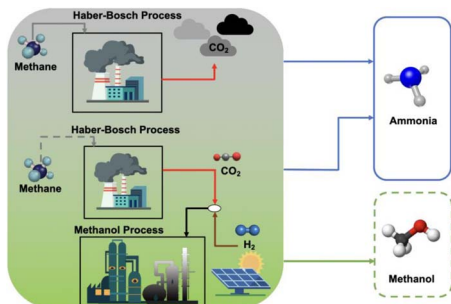 Haber-Bosch Process
CO₂
Methane
Ammonia
Haber-Bosch Process
CO₂
Methane
Methanol Process
H₂
Methanol